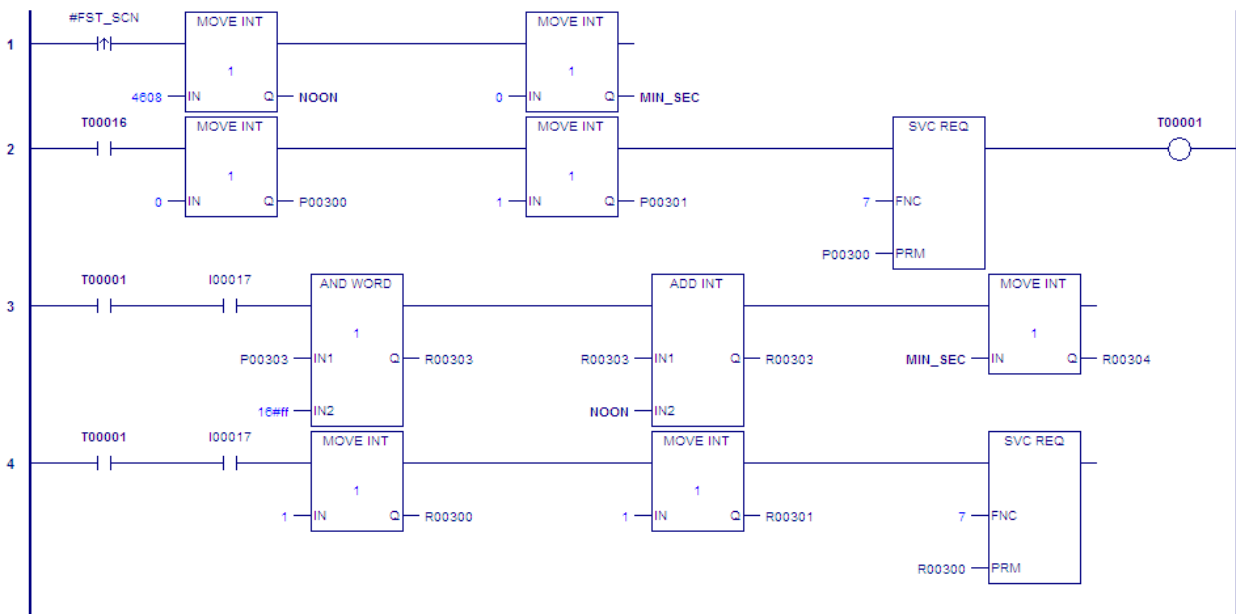 #FST_SCN MOVE INT MOVE INT
1
1 1
4608 IN Q NOON 0 IN Q MIN_SEC
T00016 MOVE INT MOVE INT SVC REQ T00001
2
1 1
0 IN Q P00300 1 IN Q P00301 7 FNC
P00300 PRM
T00001 I00017 AND WORD ADD INT MOVE INT
3
1 1
P00303 IN1 Q R00303 R00303 IN1 Q R00303 MIN_SEC IN Q R00304
16#ff IN2 NOON IN2
T00001 I00017 MOVE INT MOVE INT SVC REQ
4
1 1
1 IN Q R00300 1 IN Q R00301 7 FNC
R00300 PRM